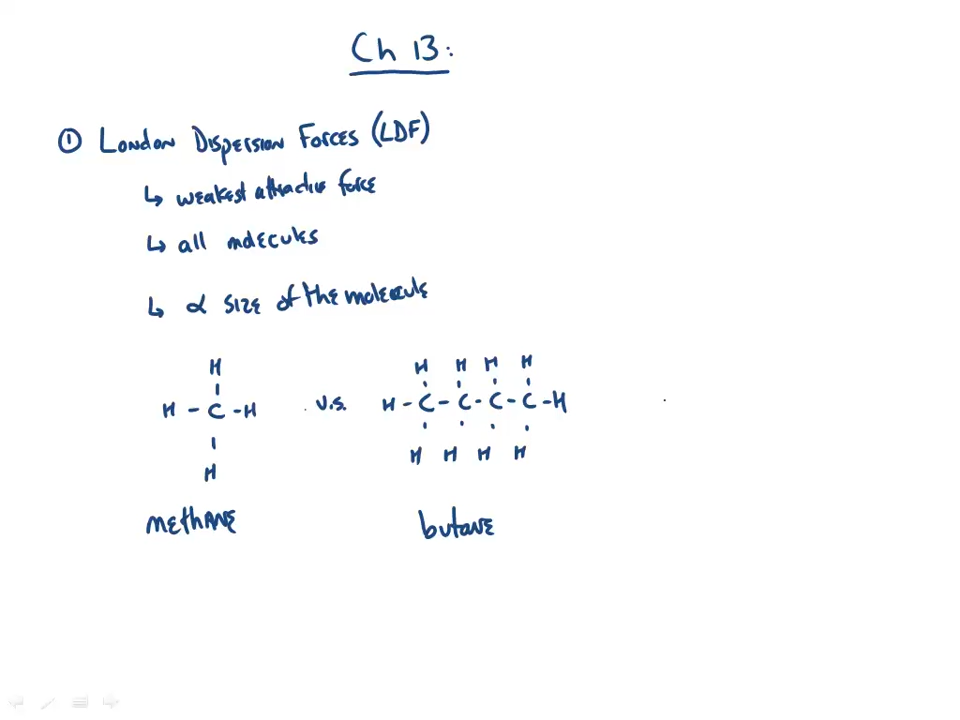 Ch 13:
① London Dispersion Forces (LDF)
↳ weakest attractive force
↳ all molecules
↳ α size of the molecule
H H H H H
H - C - H v.s. H - C - C - C - C - H
H H H H H
methane butane